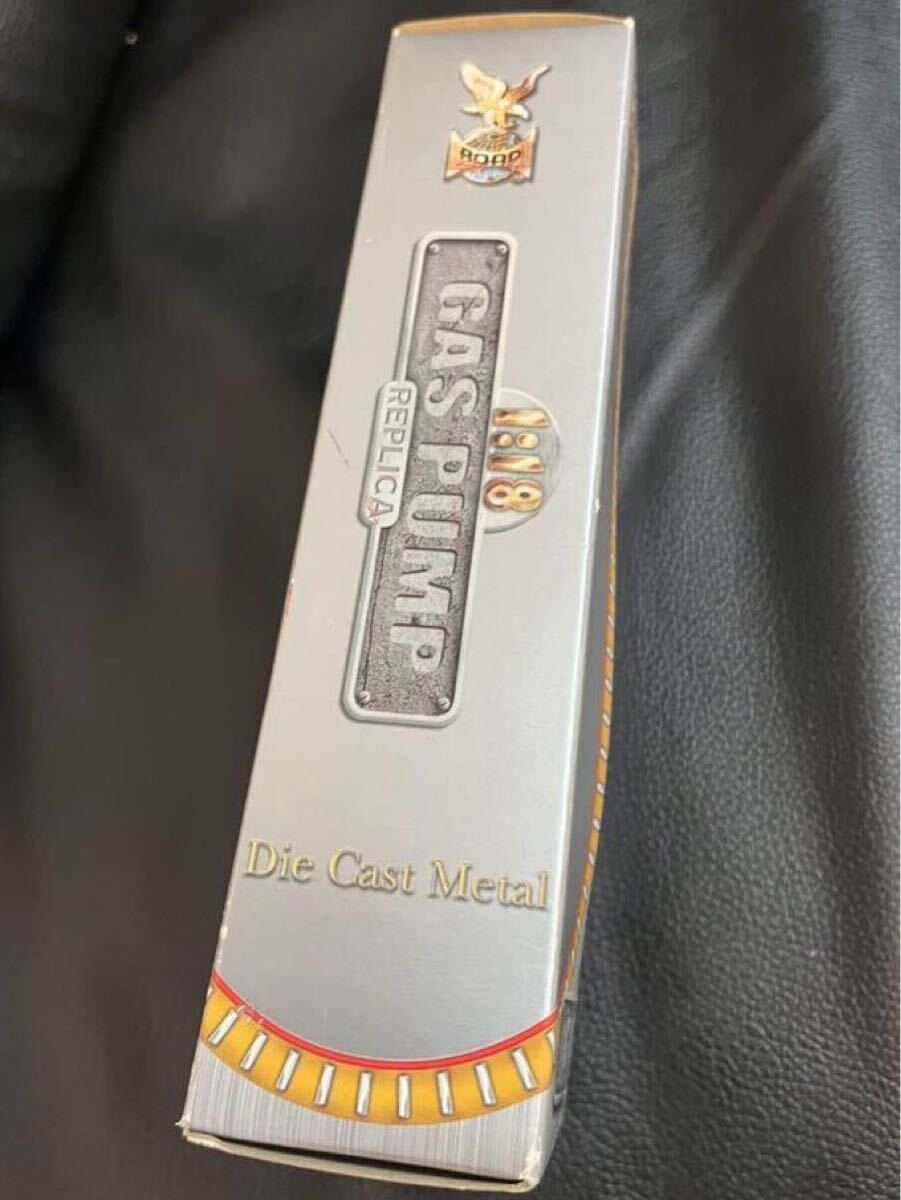 ROAD
GAS PUMP
REPLICA
1:18
Die Cast Metal